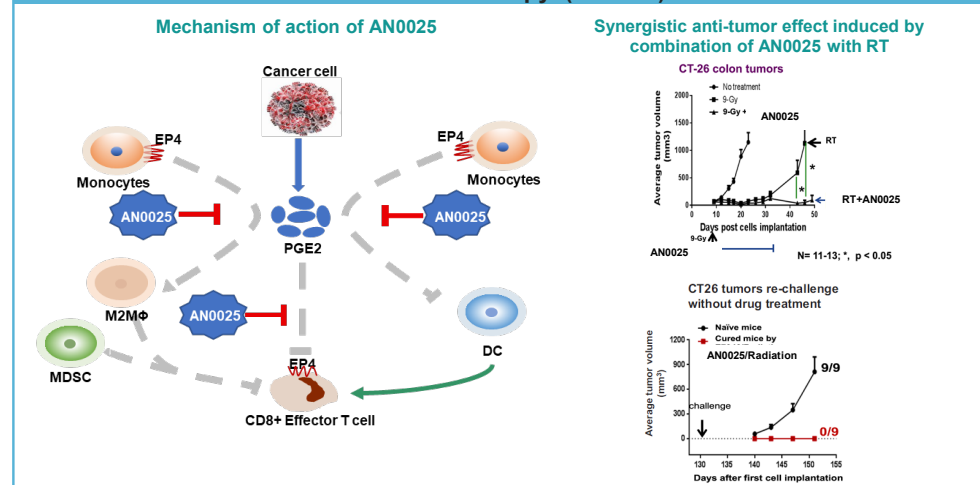 Mechanism of action of AN0025
Cancer cell
EP4
Monocytes
AN0025
EP4
Monocytes
AN0025
PGE2
M2MΦ
AN0025
MDSC
DC
EP4
CD8+ Effector T cell
Synergistic anti-tumor effect induced by
combination of AN0025 with RT
CT-26 colon tumors
No treatment
9-Gy
9-Gy +
AN0025
Average tumor volume
(mm3)
2000
1500
1000
500
0
RT
*
*
RT+AN0025
0 10 20 30 40 50
Days post cells implantation
9-Gy
AN0025
N= 11-13; *, p < 0.05
CT26 tumors re-challenge
without drug treatment
Naïve mice
Cured mice by
AN0025/Radiation
Average tumor volume
(mm³)
1200
900
600
300
0
challenge
9/9
0/9
130 135 140 145 150 155
Days after first cell implantation